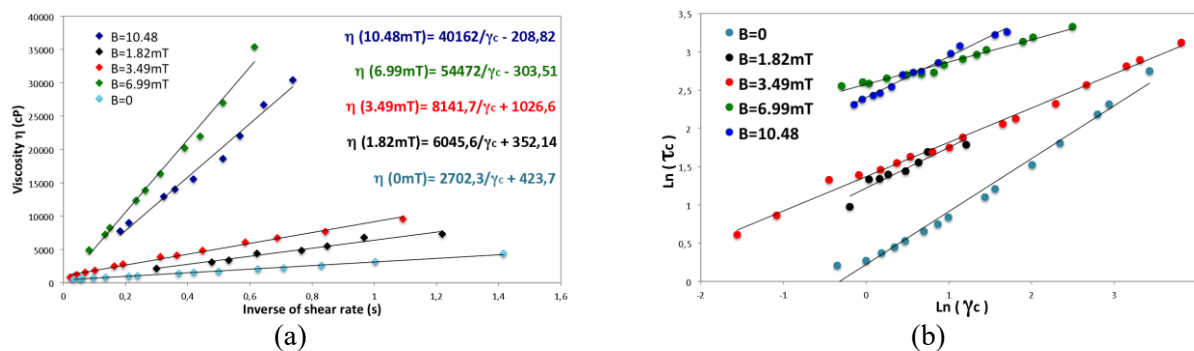 40000
35000
30000
25000
20000
15000
10000
5000
0
Viscosity η (cP)
B=10.48
B=1.82mT
B=3.49mT
B=6.99mT
B=0
η (10.48mT)= 40162/γc - 208,82
η (6.99mT)= 54472/γc - 303,51
η (3.49mT)= 8141,7/γc + 1026,6
η (1.82mT)= 6045,6/γc + 352,14
η (0mT)= 2702,3/γc + 423,7
0 0,2 0,4 0,6 0,8 1 1,2 1,4 1,6
Inverse of shear rate (s)
(a)
3,5
3
2,5
2
1,5
1
0,5
0
Ln ( τc )
B=0
B=1.82mT
B=3.49mT
B=6.99mT
B=10.48
-2 -1 0 1 2 3
Ln ( γc )
(b)